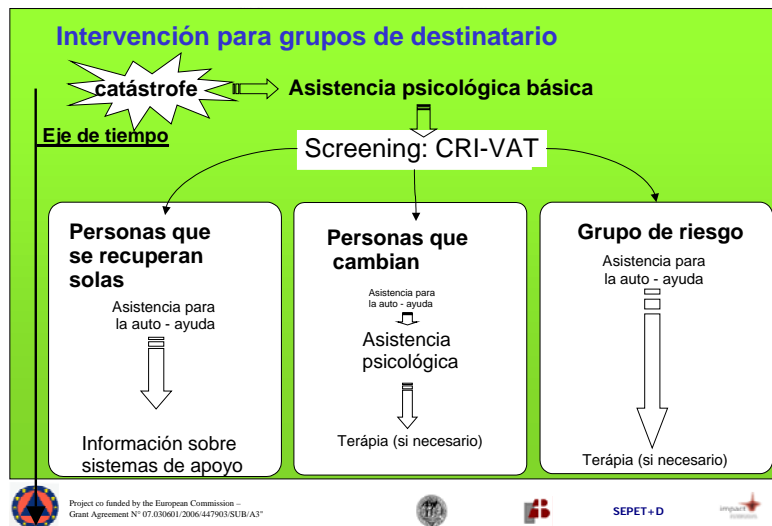 Intervención para grupos de destinatario
catástrofe
Asistencia psicológica básica
Eje de tiempo
Screening: CRI-VAT
Personas que
se recuperan
solas
Asistencia para
la auto - ayuda
Información sobre
sistemas de apoyo
Personas que
cambian
Asistencia para
la auto - ayuda
Asistencia
psicológica
Terápia (si necesario)
Grupo de riesgo
Asistencia para
la auto - ayuda
Terápia (si necesario)
Project co funded by the European Commission –
Grant Agreement N° 07.030601/2006/447903/SUB/A3"
SEPET+D
impact